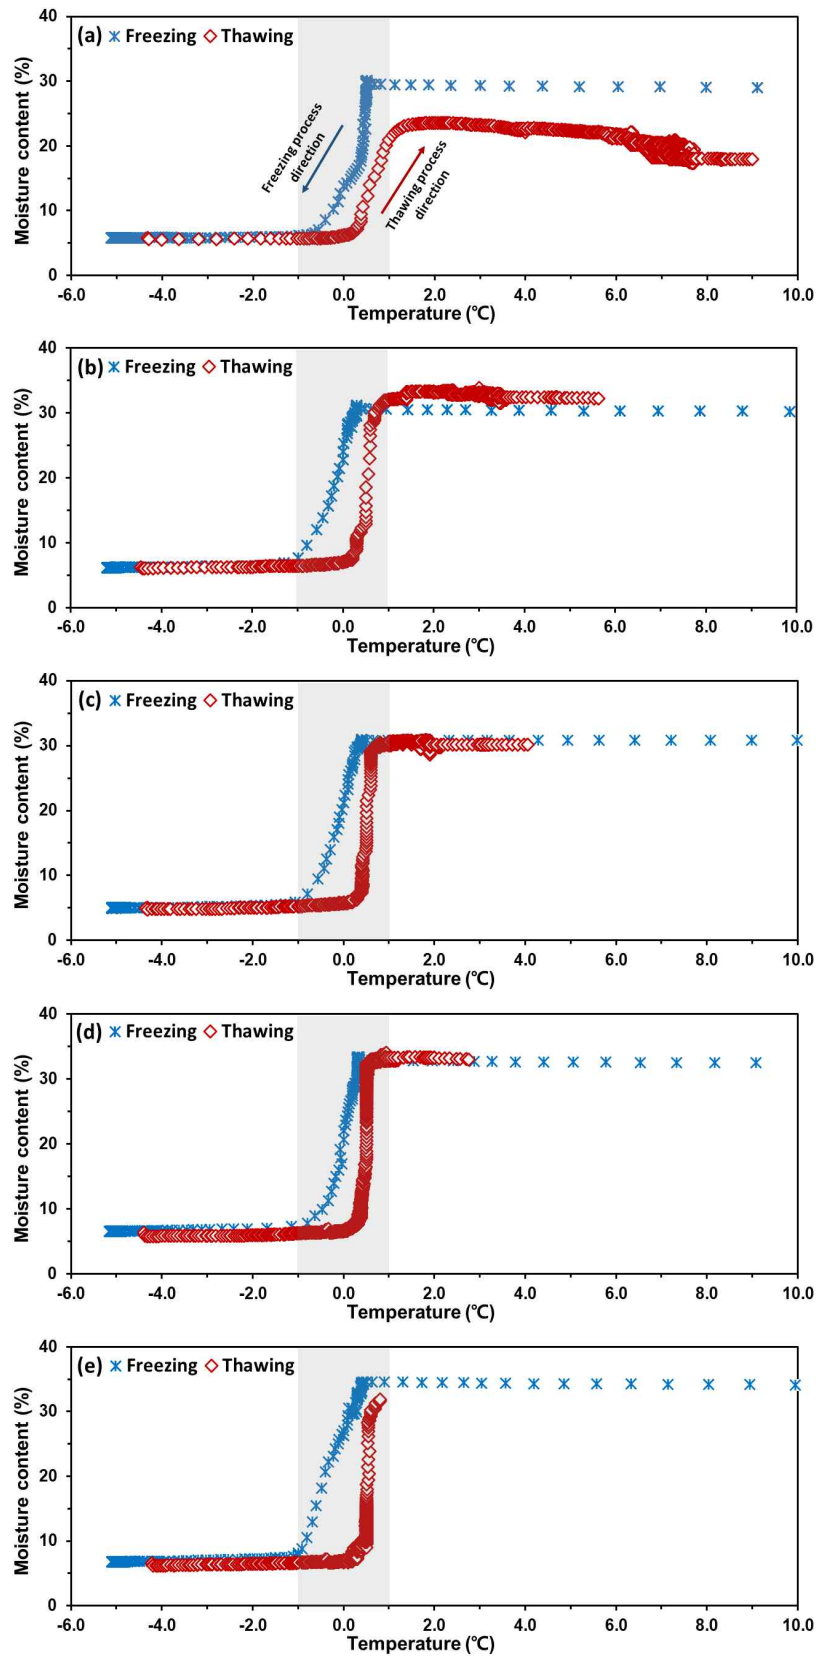 40
(a) Freezing Thawing
30
20
10
0
Moisture content (%)
Freezing process
direction
Thawing process
direction
-6.0 -4.0 -2.0 0.0 2.0 4.0 6.0 8.0 10.0
Temperature (℃)
40
(b) Freezing Thawing
30
20
10
0
Moisture content (%)
-6.0 -4.0 -2.0 0.0 2.0 4.0 6.0 8.0 10.0
Temperature (℃)
40
(c) Freezing Thawing
30
20
10
0
Moisture content (%)
-6.0 -4.0 -2.0 0.0 2.0 4.0 6.0 8.0 10.0
Temperature (℃)
40
(d) Freezing Thawing
30
20
10
0
Moisture content (%)
-6.0 -4.0 -2.0 0.0 2.0 4.0 6.0 8.0 10.0
Temperature (℃)
40
(e) Freezing Thawing
30
20
10
0
Moisture content (%)
-6.0 -4.0 -2.0 0.0 2.0 4.0 6.0 8.0 10.0
Temperature (℃)